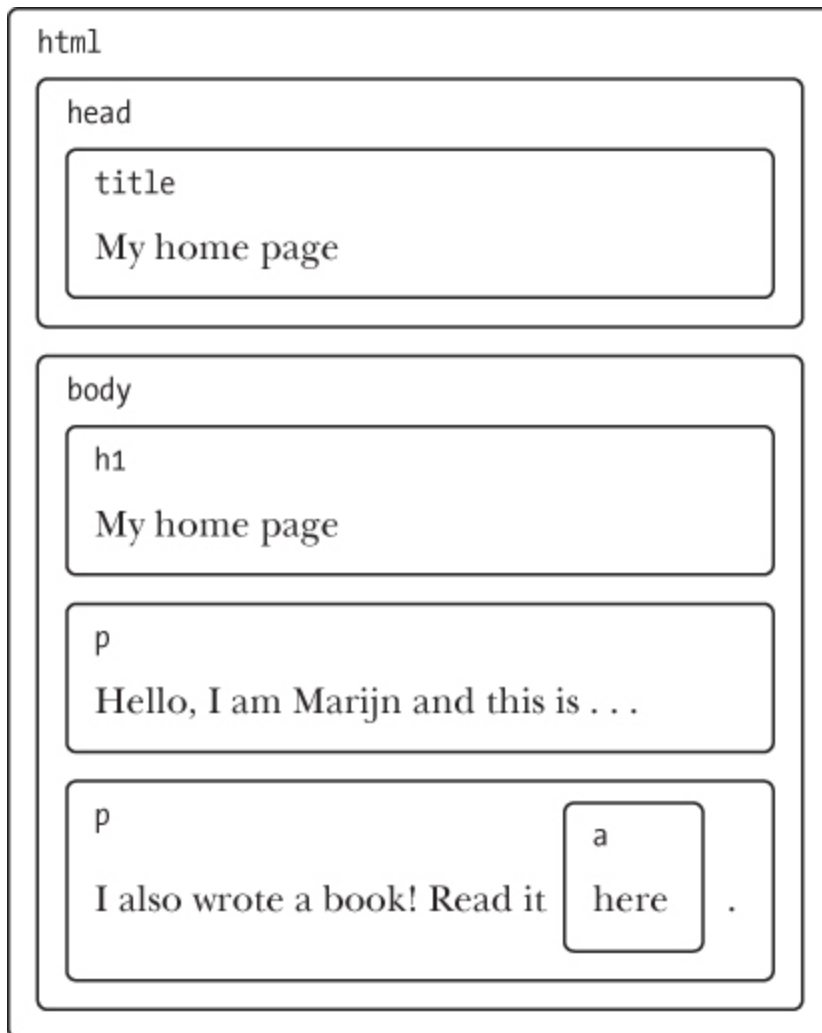 html
head
title
My home page
body
h1
My home page
p
Hello, I am Marijn and this is . . .
p
a
I also wrote a book! Read it here .